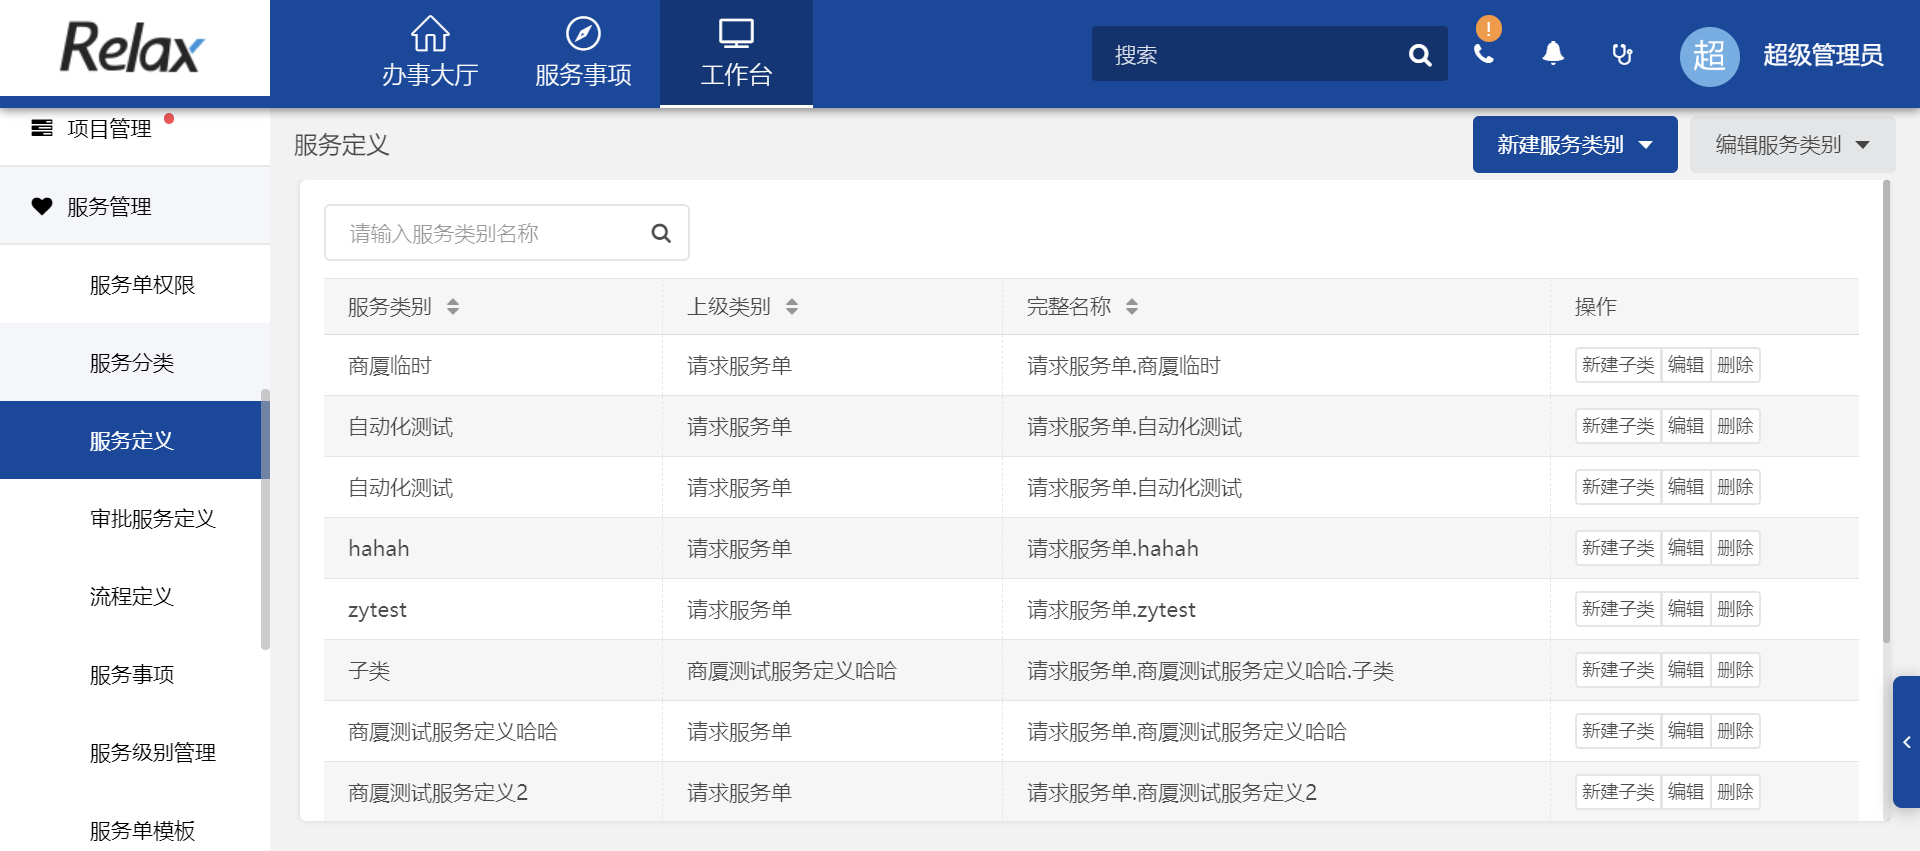 Relax
办事大厅
服务事项
工作台
搜索
!
超
超级管理员
项目管理
服务管理
服务单权限
服务分类
服务定义
审批服务定义
流程定义
服务事项
服务级别管理
服务单模板
服务定义
新建服务类别
编辑服务类别
请输入服务类别名称
服务类别 上级类别 完整名称 操作
商厦临时 请求服务单 请求服务单.商厦临时 新建子类 编辑 删除
自动化测试 请求服务单 请求服务单.自动化测试 新建子类 编辑 删除
自动化测试 请求服务单 请求服务单.自动化测试 新建子类 编辑 删除
hahah 请求服务单 请求服务单.hahah 新建子类 编辑 删除
zytest 请求服务单 请求服务单.zytest 新建子类 编辑 删除
子类 商厦测试服务定义哈哈 请求服务单.商厦测试服务定义哈哈.子类 新建子类 编辑 删除
商厦测试服务定义哈哈 请求服务单 请求服务单.商厦测试服务定义哈哈 新建子类 编辑 删除
商厦测试服务定义2 请求服务单 请求服务单.商厦测试服务定义2 新建子类 编辑 删除